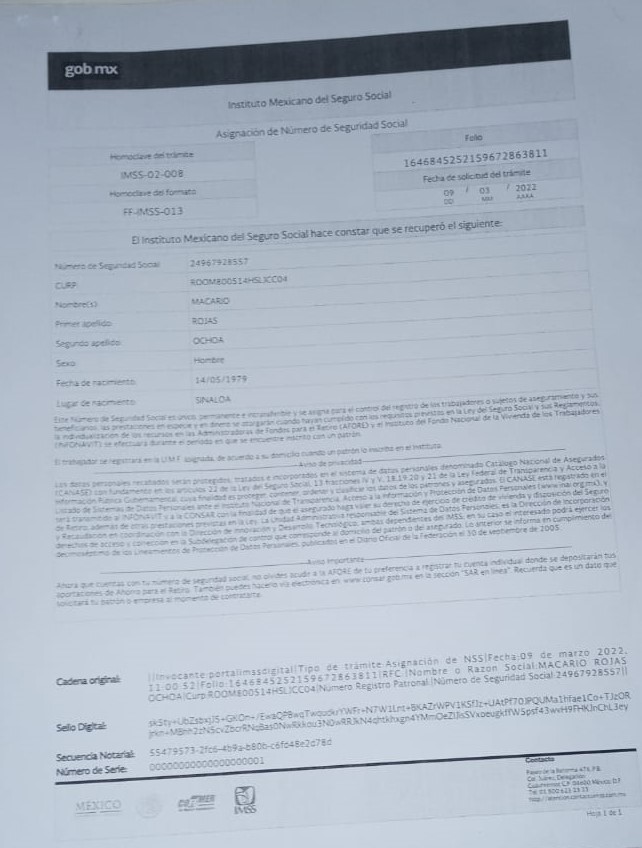 gob.mx
Instituto Mexicano del Seguro Social
Asignación de Número de Seguridad Social
Homoclave del trámite
IMSS-02-008
Homoclave del formato
FF-IMSS-013
Folio
1646845252159672863811
Fecha de solicitud del trámite
09 / 03 / 2022
DD MM AAAA
El Instituto Mexicano del Seguro Social hace constar que se recuperó el siguiente:
Número de Seguridad Social 24967928557
CURP ROOM800514HSLJCC04
Nombre(s) MACARIO
Primer apellido ROJAS
Segundo apellido OCHOA
Sexo Hombre
Fecha de nacimiento 14/05/1979
Lugar de nacimiento SINALOA
Este Número de Seguridad Social es único, permanente e intransferible y se asigna para el control del registro de los trabajadores o sujetos de aseguramiento y sus
beneficiarios; las prestaciones en especie y en dinero se otorgarán cuando hayan cumplido con los requisitos previstos en la Ley del Seguro Social y sus Reglamentos,
la individualización de los recursos en las Administradoras de Fondos para el Retiro (AFORE) y el Instituto del Fondo Nacional de la Vivienda de los Trabajadores
(INFONAVIT) se efectuará durante el periodo en que se encuentre inscrito con un patrón.
El trabajador se registrará en la U.M.F. asignada, de acuerdo a su domicilio cuando un patrón lo inscriba en el Instituto.
Aviso de privacidad
Los datos personales recabados serán protegidos, tratados e incorporados en el sistema de datos personales denominado Catálogo Nacional de Asegurados
(CANASE) con fundamento en los artículos 22 de la Ley del Seguro Social, 13 fracciones IV y V, 18,19,20 y 21 de la Ley Federal de Transparencia y Acceso a la
Información Pública Gubernamental, cuya finalidad es proteger, contener, ordenar y clasificar los datos de los patrones y asegurados. El CANASE está registrado en el
Listado de Sistemas de Datos Personales ante el Instituto Nacional de Transparencia, Acceso a la Información y Protección de Datos Personales (www.inai.org.mx), y
será transmitido al INFONAVIT y a la CONSAR con la finalidad de que el asegurado haga valer su derecho de ejercicio de crédito de vivienda y disposición del Seguro
de Retiro, además de otras prestaciones previstas en la Ley. La Unidad Administrativa responsable del Sistema de Datos Personales, es la Dirección de Incorporación
y Recaudación en coordinación con la Dirección de Innovación y Desarrollo Tecnológico, ambas dependientes del IMSS, en su caso el interesado podrá ejercer los
derechos de acceso y corrección en la Subdelegación de control que corresponde al domicilio del patrón o del asegurado. Lo anterior se informa en cumplimiento del
decimoséptimo de los Lineamientos de Protección de Datos Personales, publicados en el Diario Oficial de la Federación el 30 de septiembre de 2005.
Aviso Importante
Ahora que cuentas con tu número de seguridad social, no olvides acudir a la AFORE de tu preferencia a registrar tu cuenta individual donde se depositarán tus
aportaciones de Ahorro para el Retiro. También puedes hacerlo vía electrónica en www.consar.gob.mx en la sección "SAR en línea". Recuerda que es un dato que
solicitará tu patrón o empresa al momento de contratarte.
Cadena original: ||Invocante:portalimssdigital|Tipo de trámite:Asignación de NSS|Fecha:09 de marzo 2022,
11:00:52|Folio:1646845252159672863811|RFC:|Nombre o Razon Social:MACARIO ROJAS
OCHOA|Curp:ROOM800514HSLJCC04|Número Registro Patronal:|Número de Seguridad Social:24967928557||
Sello Digital:
Secuencia Notarial: 55479573-2fc6-4b9a-b80b-c6fd48e2d78d
Número de Serie: 00000000000000000001
MÉXICO
IMSS
Contacto
Paseo de la Reforma 476, P.B.
Col. Juárez, Delegación
Cuauhtémoc C.P. 06600 México D.F.
Tel. 01 800 623 23 23
Hoja 1 de 1